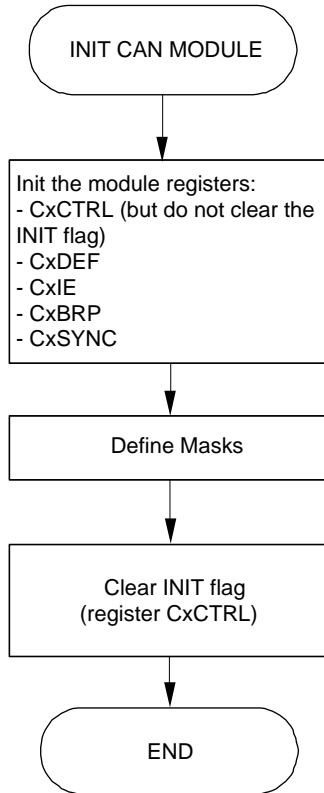 INIT CAN MODULE
Init the module registers:
- CxCTRL (but do not clear the
INIT flag)
- CxDEF
- CxIE
- CxBRP
- CxSYNC
Define Masks
Clear INIT flag
(register CxCTRL)
END